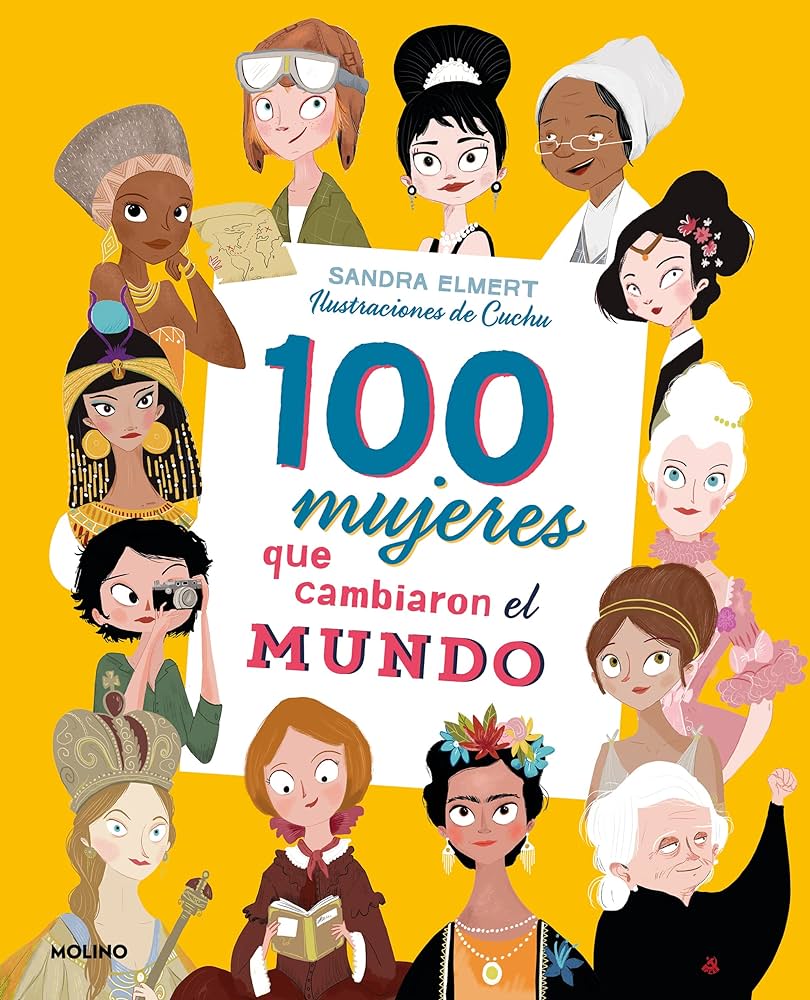 SANDRA ELMERT
Ilustraciones de Cuchu
100
mujeres
que
cambiaron el
MUNDO
MOLINO